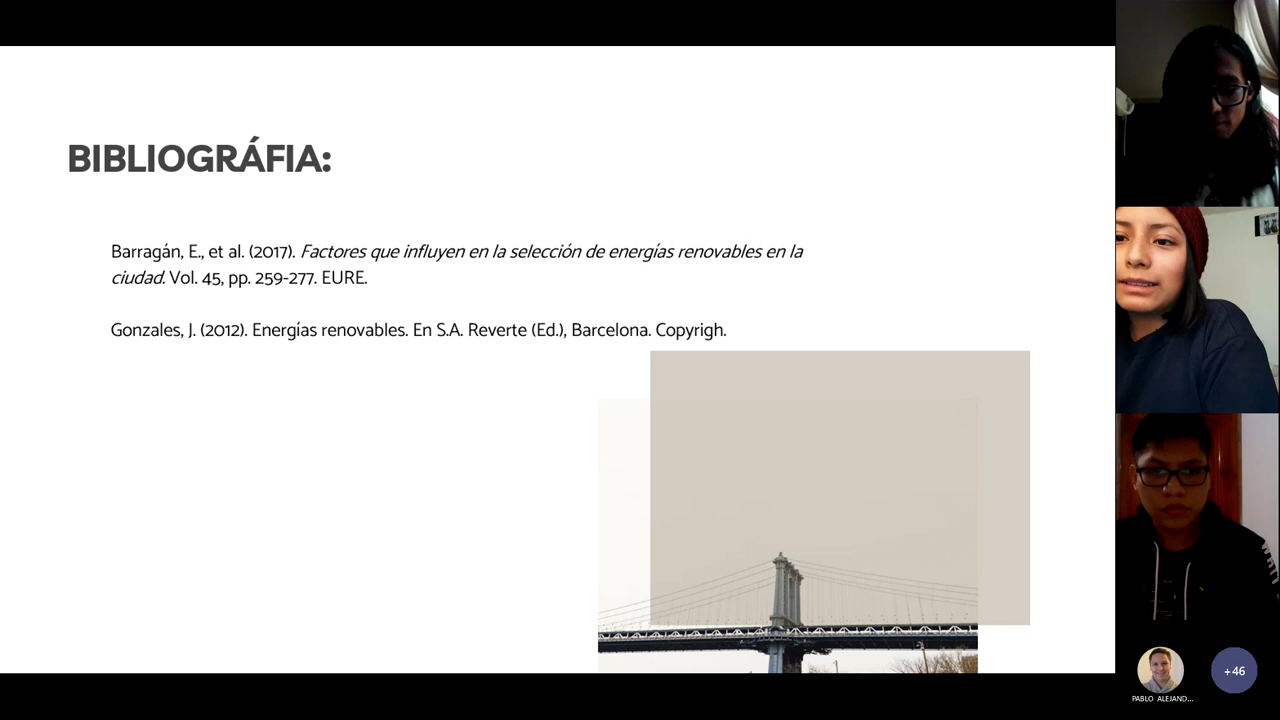 BIBLIOGRÁFIA:
Barragán, E., et al. (2017). Factores que influyen en la selección de energías renovables en la
ciudad. Vol. 45, pp. 259-277. EURE.
Gonzales, J. (2012). Energías renovables. En S.A. Reverte (Ed.), Barcelona. Copyrigh.
+46
PABLO ALEJAND...